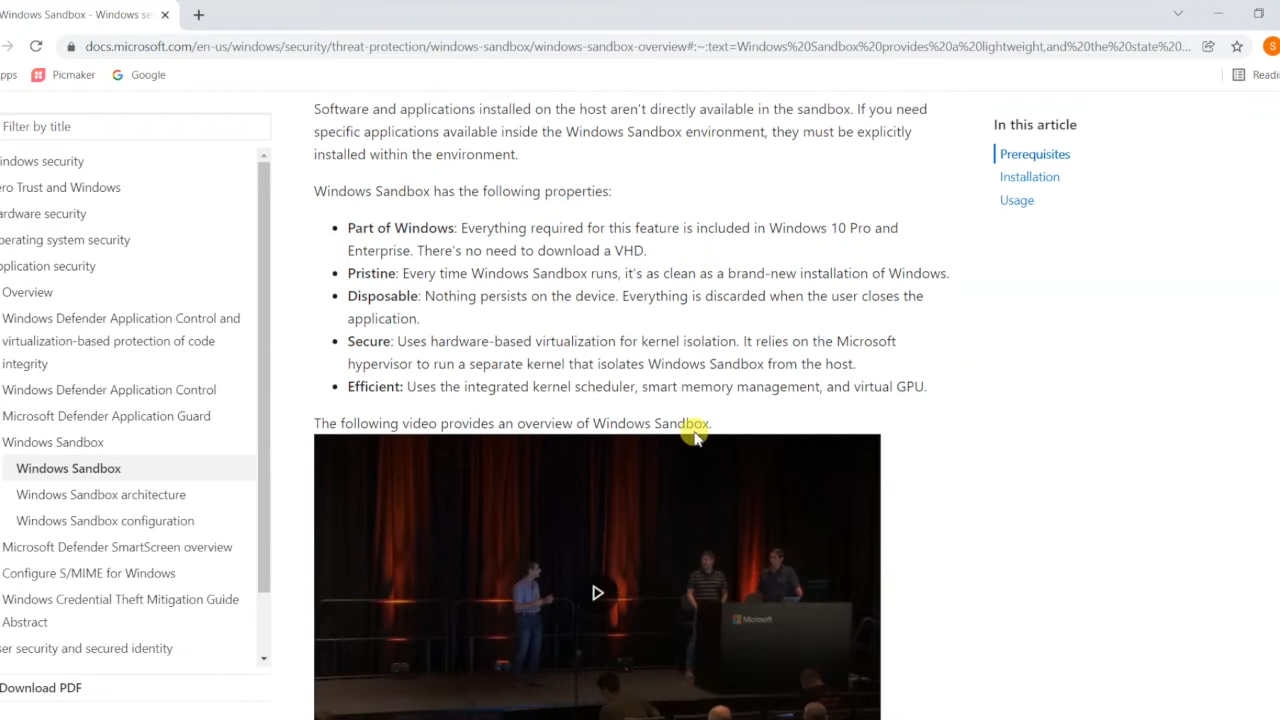 Windows Sandbox - Windows se
docs.microsoft.com/en-us/windows/security/threat-protection/windows-sandbox/windows-sandbox-overview#:~:text=Windows%20Sandbox%20provides%20a%20lightweight,and%20the%20state%20...
S
pps
Picmaker
Google
Readi
Filter by title
indows security
ero Trust and Windows
ardware security
perating system security
pplication security
Overview
Windows Defender Application Control and
virtualization-based protection of code
integrity
Windows Defender Application Control
Microsoft Defender Application Guard
Windows Sandbox
Windows Sandbox
Windows Sandbox architecture
Windows Sandbox configuration
Microsoft Defender SmartScreen overview
Configure S/MIME for Windows
Windows Credential Theft Mitigation Guide
Abstract
ser security and secured identity
Download PDF
Software and applications installed on the host aren't directly available in the sandbox. If you need
specific applications available inside the Windows Sandbox environment, they must be explicitly
installed within the environment.
Windows Sandbox has the following properties:
• Part of Windows: Everything required for this feature is included in Windows 10 Pro and
Enterprise. There's no need to download a VHD.
• Pristine: Every time Windows Sandbox runs, it's as clean as a brand-new installation of Windows.
• Disposable: Nothing persists on the device. Everything is discarded when the user closes the
application.
• Secure: Uses hardware-based virtualization for kernel isolation. It relies on the Microsoft
hypervisor to run a separate kernel that isolates Windows Sandbox from the host.
• Efficient: Uses the integrated kernel scheduler, smart memory management, and virtual GPU.
The following video provides an overview of Windows Sandbox.
Microsoft
In this article
Prerequisites
Installation
Usage